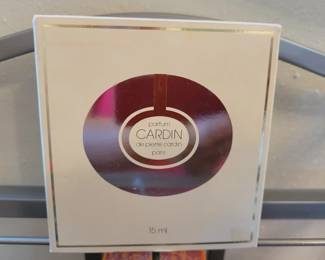 parfum
CARDIN
de pierre cardin
paris
15 ml